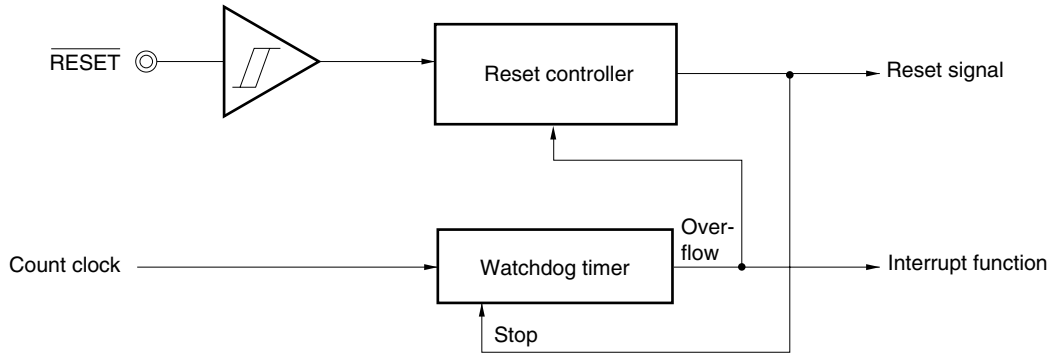 RESET
Reset controller
Reset signal
Over-
flow
Count clock
Watchdog timer
Interrupt function
Stop